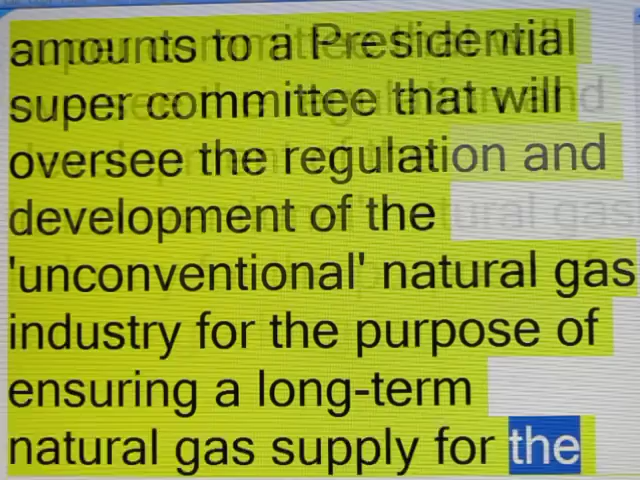 amounts to a Presidential
super committee that will
oversee the regulation and
development of the
'unconventional' natural gas
industry for the purpose of
ensuring a long-term
natural gas supply for the